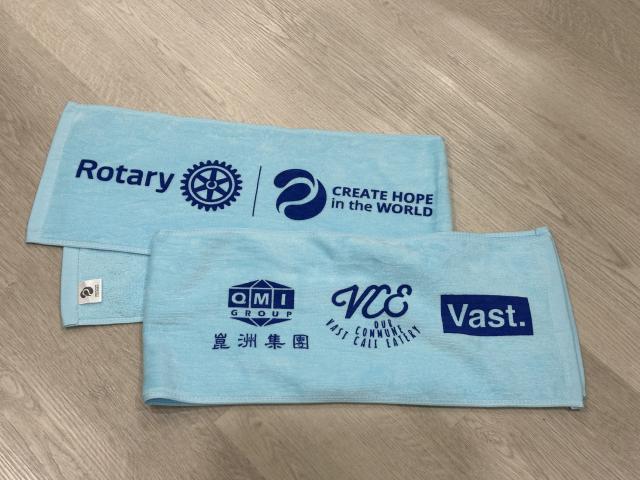 Rotary
CREATE HOPE
in the WORLD
QMI
GROUP
崑洲集團
VCE
OUR
COMMUNE
VAST CALL EATERY
Vast.